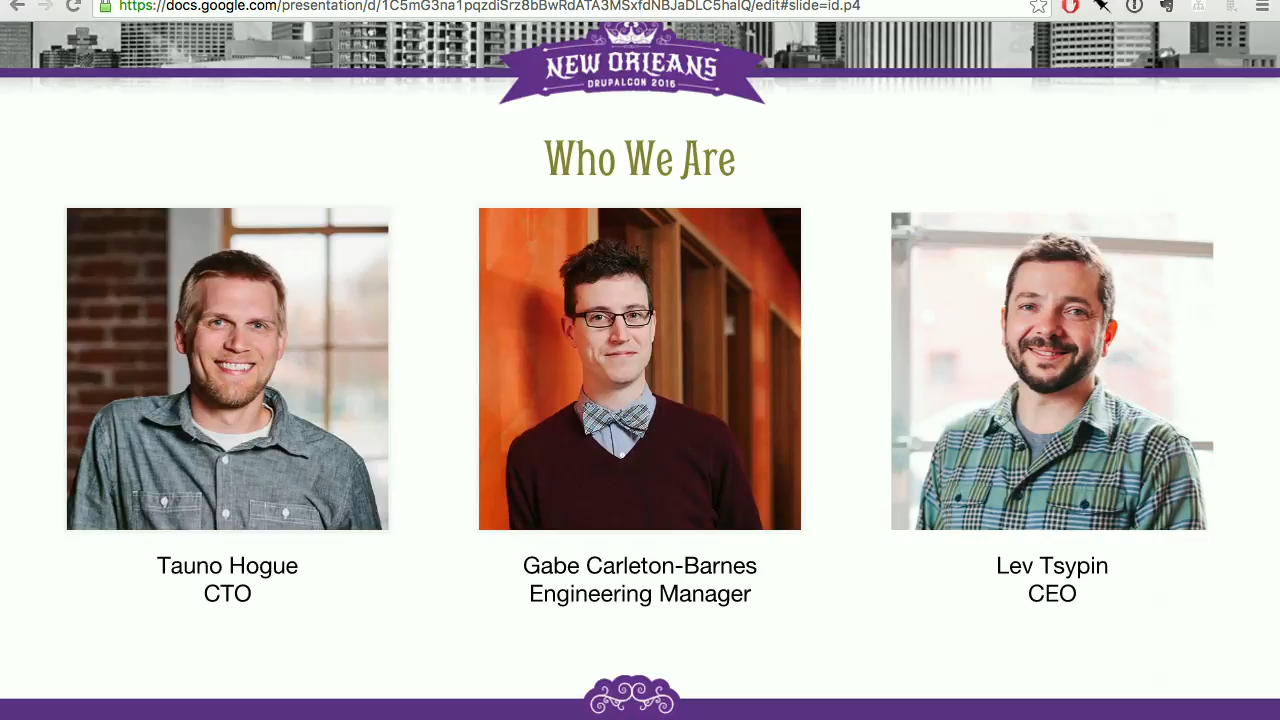 https://docs.google.com/presentation/d/1C5mG3na1pqzdiSrz8bBwRdATA3MSxfdNBJaDLC5halQ/edit#slide=id.p4
NEW ORLEANS
DRUPALCON 2016
Who We Are
Tauno Hogue
CTO
Gabe Carleton-Barnes
Engineering Manager
Lev Tsypin
CEO